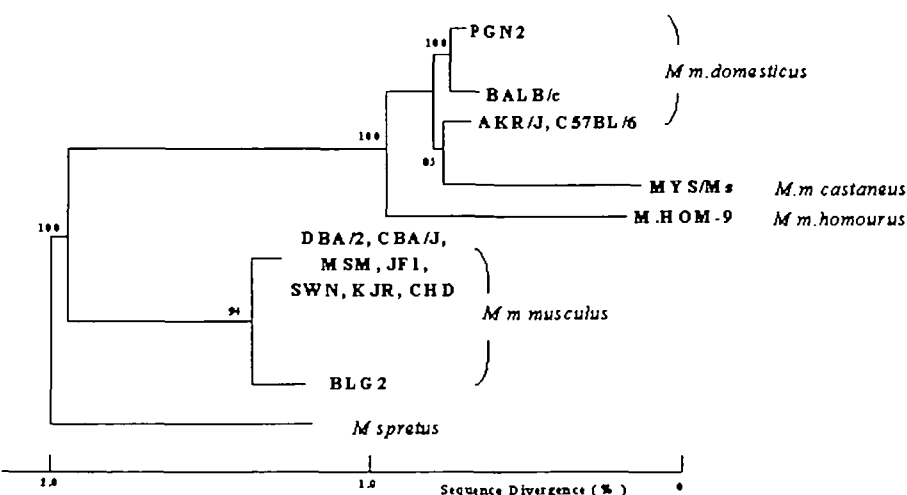 100
PGN2
M m.domesticus
BALB/c
AKR/J, C57BL/6
100
MYS/Ms M.m castaneus
M.HOM-9 M m.homourus
100
DBA/2, CBA/J,
MSM, JF1,
SWN, KJR, CHD
94
M m musculus
BLG2
M spretus
1.0 0
Sequence Divergence (%)